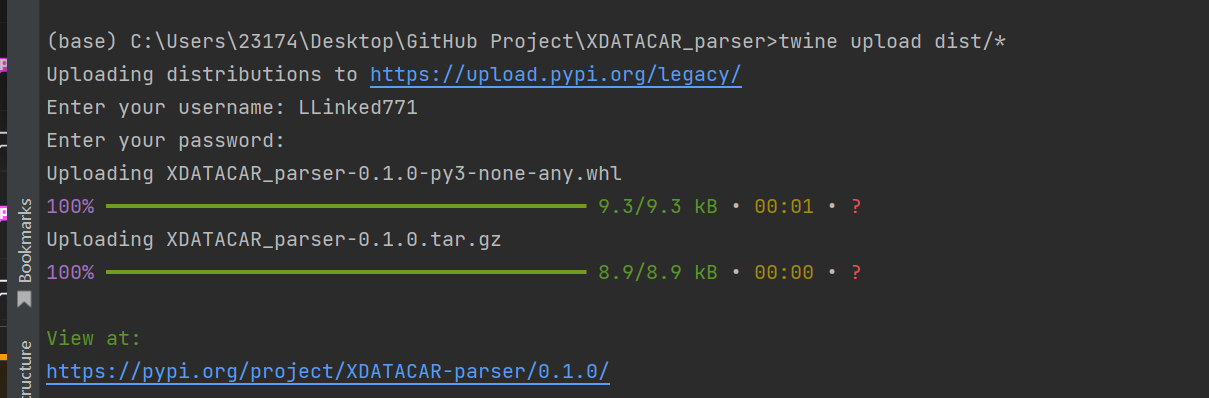 (base) C:\Users\23174\Desktop\GitHub Project\XDATACAR_parser>twine upload dist/*
Uploading distributions to https://upload.pypi.org/legacy/
Enter your username: LLinked771
Enter your password:
Uploading XDATACAR_parser-0.1.0-py3-none-any.whl
100% 9.3/9.3 kB • 00:01 • ?
Uploading XDATACAR_parser-0.1.0.tar.gz
100% 8.9/8.9 kB • 00:00 • ?
View at:
https://pypi.org/project/XDATACAR-parser/0.1.0/
Bookmarks
ructure